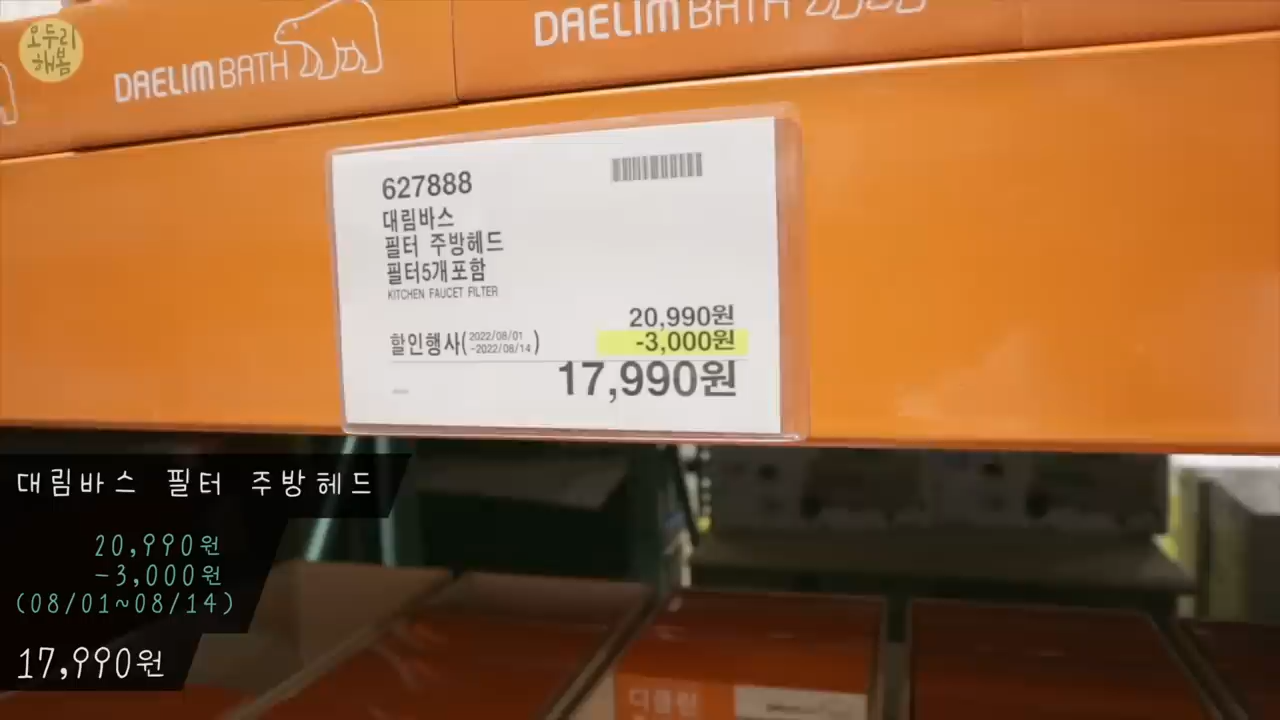 오두리
해봄
DAELIM BATH
DAELIM BATH
627888
대림바스
필터 주방헤드
필터5개포함
KITCHEN FAUCET FILTER
20,990원
할인행사(2022/08/01
-2022/08/14)
-3,000원
17,990원
대림바스 필터 주방헤드
20,990원
-3,000원
(08/01~08/14)
17,990원